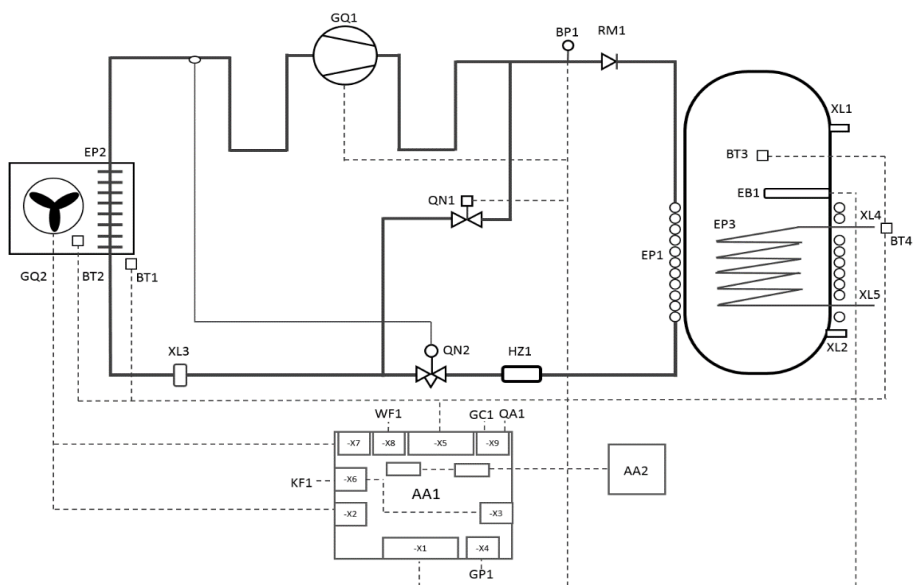 GQ1
BP1
RM1
XL1
EP2
BT3
EB1
QN1
EP3
XL4
EP1
BT4
GQ2
BT2
BT1
XL5
XL3
QN2
HZ1
XL2
WF1
GC1
QA1
-X7
-X8
-X5
-X9
KF1
-X6
AA1
AA2
-X2
-X3
-X1
-X4
GP1